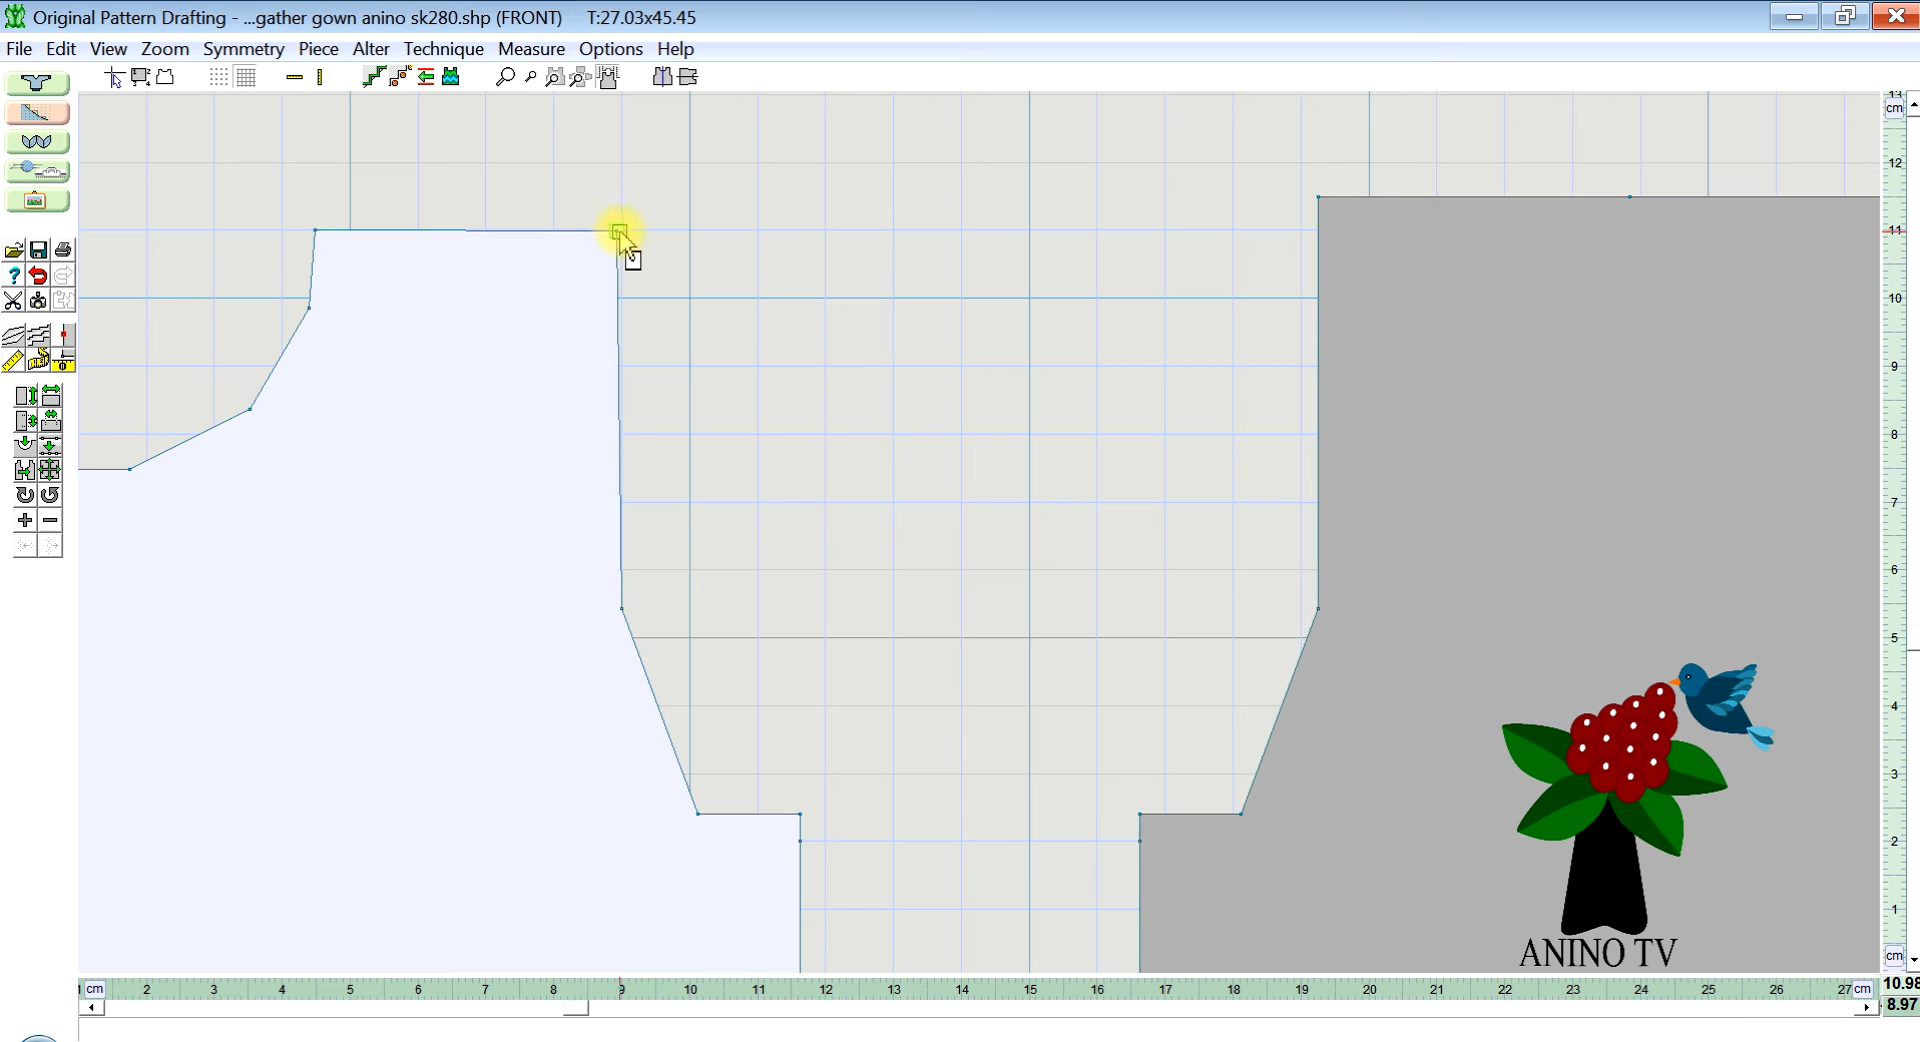 Original Pattern Drafting - ...gather gown anino sk280.shp (FRONT) T:27.03x45.45
File Edit View Zoom Symmetry Piece Alter Technique Measure Options Help
13
cm
12
11
10
9
8
7
6
5
4
3
2
1
cm
ANINO TV
1 cm 2 3 4 5 6 7 8 9 10 11 12 13 14 15 16 17 18 19 20 21 22 23 24 25 26 27 cm
10.98
8.97